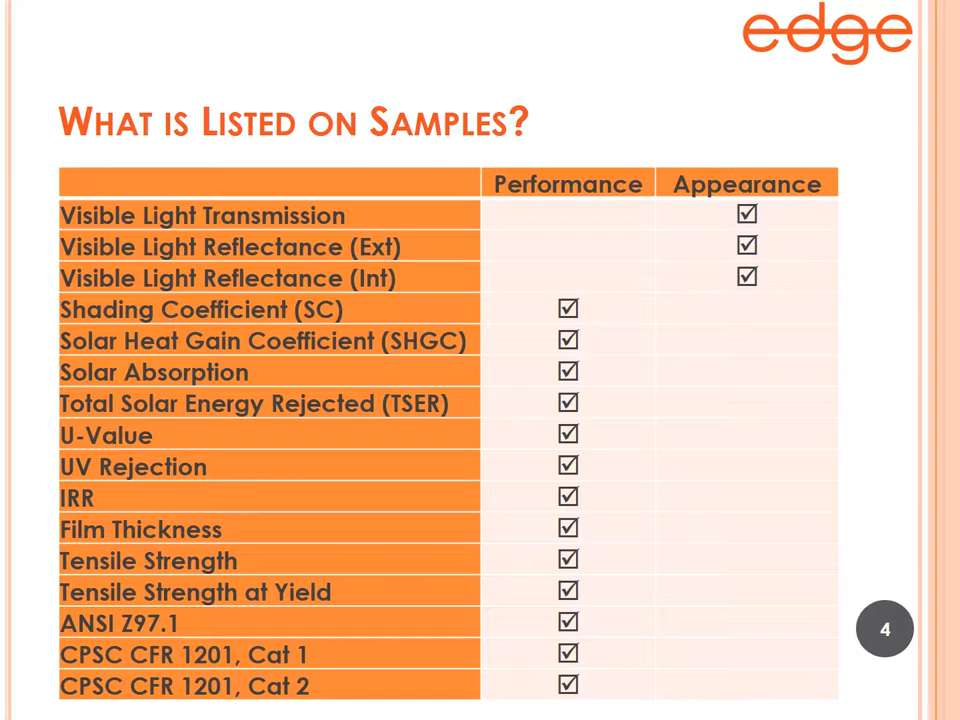 edge
What is Listed on Samples?
Performance Appearance
Visible Light Transmission ☑
Visible Light Reflectance (Ext) ☑
Visible Light Reflectance (Int) ☑
Shading Coefficient (SC) ☑
Solar Heat Gain Coefficient (SHGC) ☑
Solar Absorption ☑
Total Solar Energy Rejected (TSER) ☑
U-Value ☑
UV Rejection ☑
IRR ☑
Film Thickness ☑
Tensile Strength ☑
Tensile Strength at Yield ☑
ANSI Z97.1 ☑
CPSC CFR 1201, Cat 1 ☑
CPSC CFR 1201, Cat 2 ☑
4